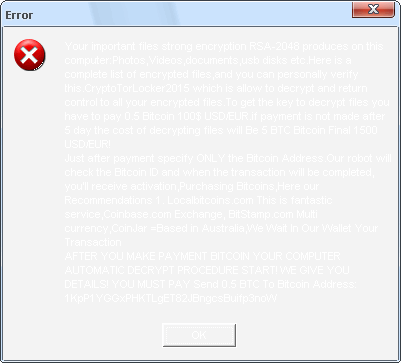 Error
Your important files strong encryption RSA-2048 produces on this
computer.Photos,Videos,documents,usb disks etc.Here is a
complete list of encrypted files,and you can personally verify
this.CryptoTorLocker2015 which is allow to decrypt and return
control to all your encrypted files.To get the key to decrypt files you
have to pay 0.5 Bitcoin 100$ USD/EUR.If payment is not made after
5 day the cost of decrypting files will Be 5 BTC Bitcoin Final 1500
USD/EUR!
Just after payment specify ONLY the Bitcoin Address.Our robot will
check the Bitcoin ID and when the transaction will be completed,
you'll receive activation,Purchasing Bitcoins,Here our
Recommendations 1. Localbitcoins.com This is fantastic
service,Coinbase.com Exchange, BitStamp.com Multi
currency,CoinJar =Based in Australia,We Wait In Our Wallet Your
Transaction
AFTER YOU MAKE PAYMENT BITCOIN YOUR COMPUTER
AUTOMATIC DECRYPT PROCEDURE START!WE GIVE YOU
DETAILS! YOU MUST PAY Send 0.5 BTC To Bitcoin Address:
OK